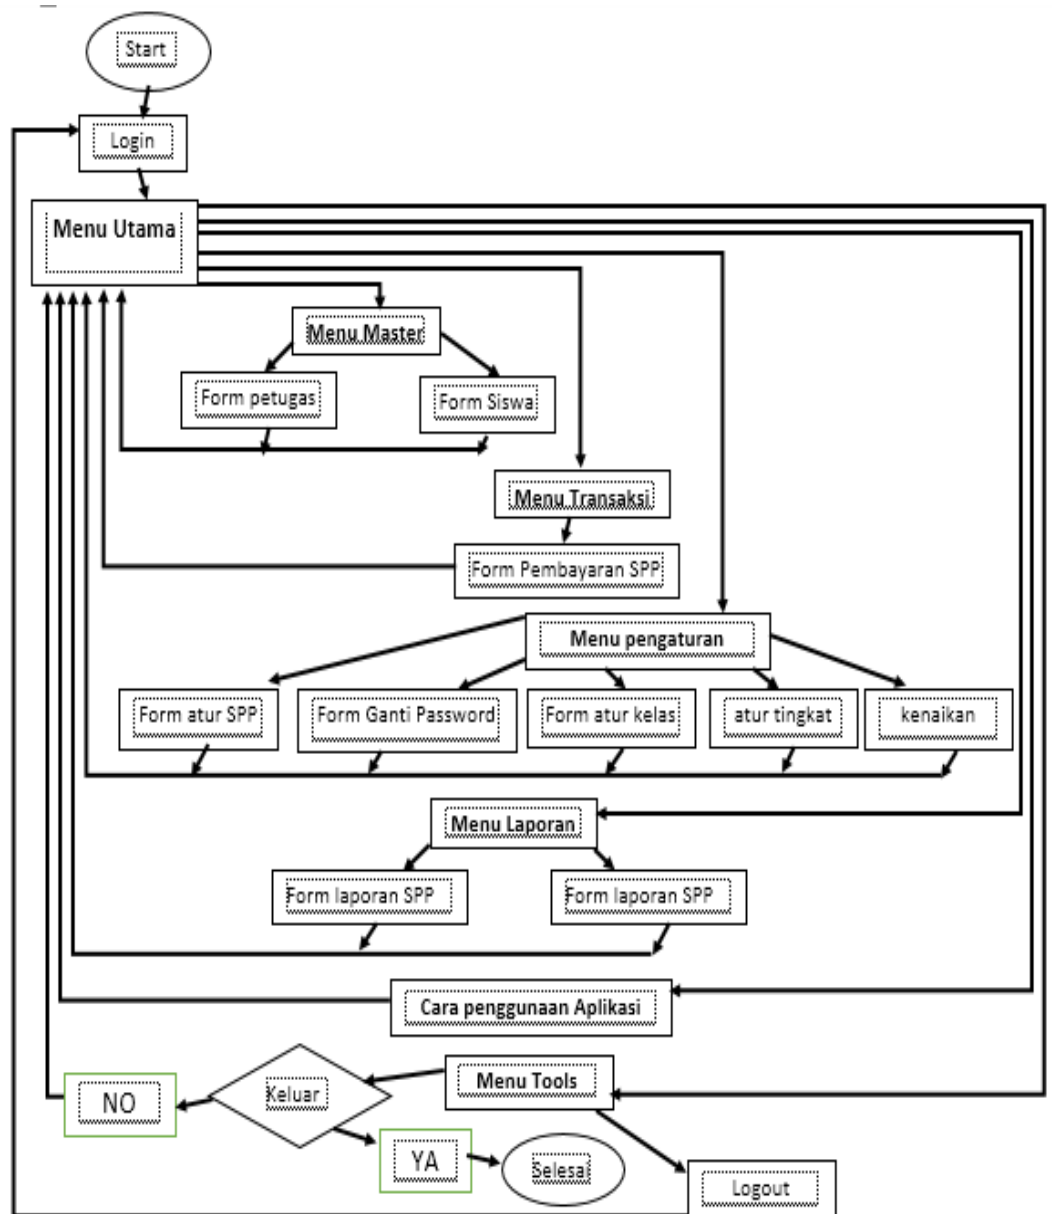 Start
Login
Menu Utama
Menu Master
Form petugas
Form Siswa
Menu Transaksi
Form Pembayaran SPP
Menu pengaturan
Form atur SPP
Form Ganti Password
Form atur kelas
atur tingkat
kenaikan
Menu Laporan
Form laporan SPP
Form laporan SPP
Cara penggunaan Aplikasi
Menu Tools
Keluar
NO
YA
Selesai
Logout